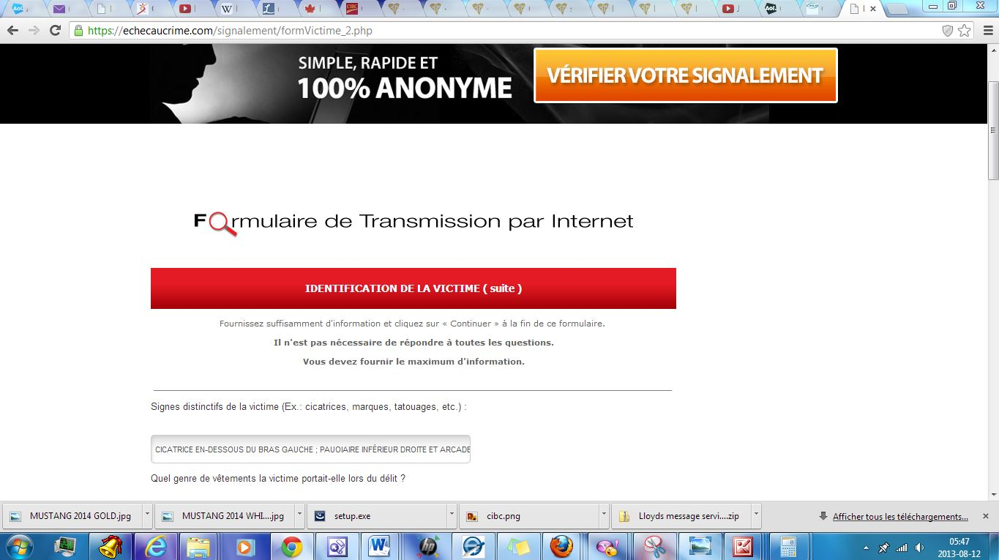 https://echecaucrime.com/signalement/formVictime_2.php
SIMPLE, RAPIDE ET
100% ANONYME
VÉRIFIER VOTRE SIGNALEMENT
Formulaire de Transmission par Internet
IDENTIFICATION DE LA VICTIME ( suite )
Fournissez suffisamment d'information et cliquez sur « Continuer » à la fin de ce formulaire.
Il n'est pas nécessaire de répondre à toutes les questions.
Vous devez fournir le maximum d'information.
Signes distinctifs de la victime (Ex.: cicatrices, marques, tatouages, etc.) :
CICATRICE EN-DESSOUS DU BRAS GAUCHE ; PAUOIAIRE INFÉRIEUR DROITE ET ARCADE
Quel genre de vêtements la victime portait-elle lors du délit ?
MUSTANG 2014 GOLD.jpg
MUSTANG 2014 WHI....jpg
setup.exe
cibc.png
Lloyds message servi....zip
Afficher tous les téléchargements...
05:47
2013-08-12